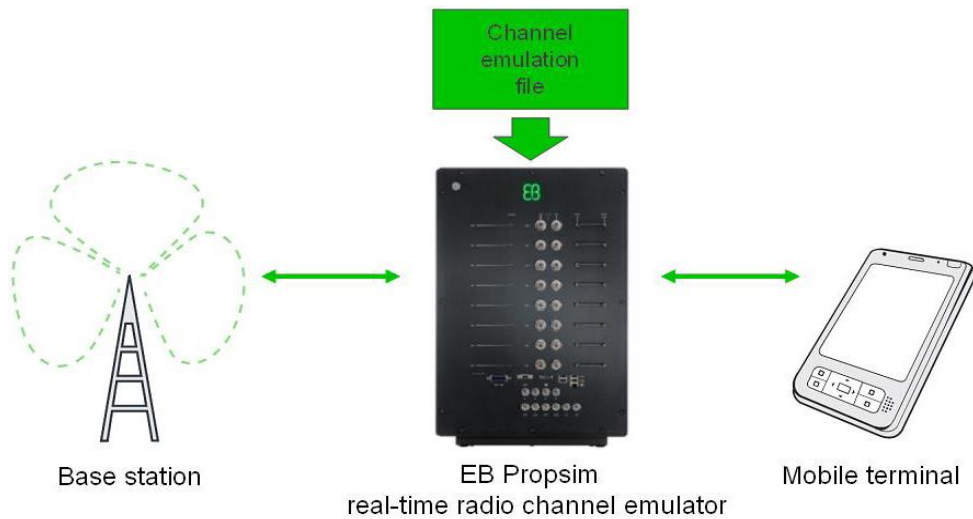 Channel
emulation
file
EB
Base station
EB Propsim
real-time radio channel emulator
Mobile terminal